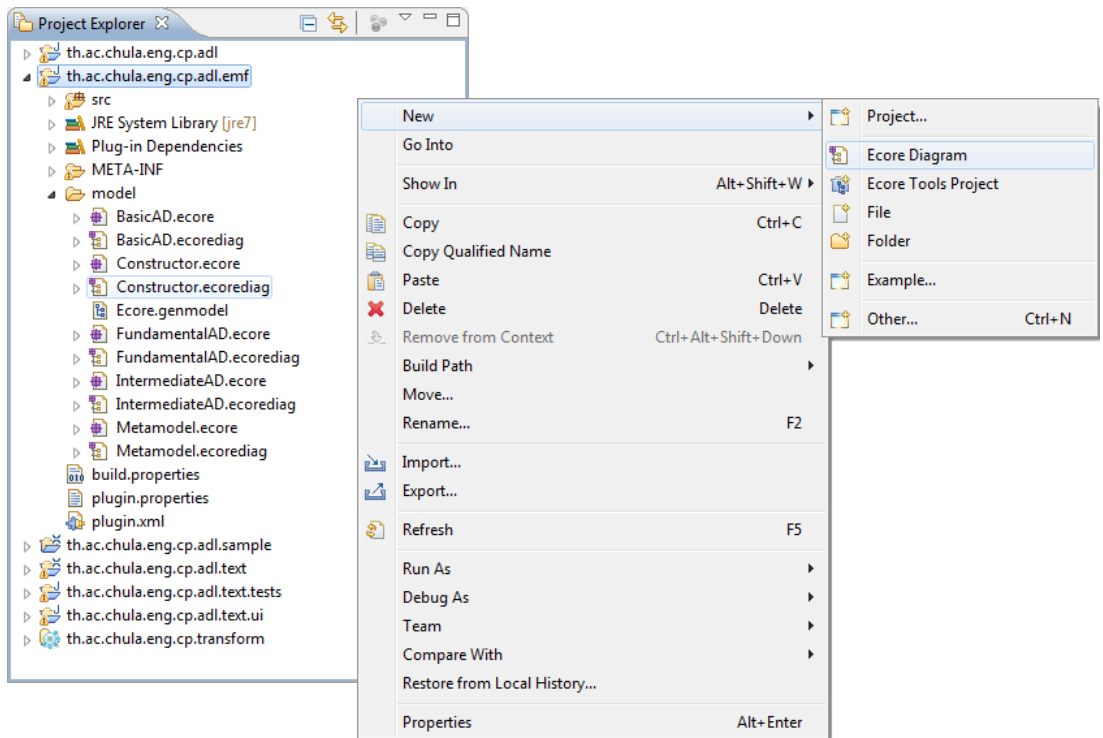 Project Explorer
th.ac.chula.eng.cp.adl
th.ac.chula.eng.cp.adl.emf
src
JRE System Library [jre7]
Plug-in Dependencies
META-INF
model
BasicAD.ecore
BasicAD.ecorediag
Constructor.ecore
Constructor.ecorediag
Ecore.genmodel
FundamentalAD.ecore
FundamentalAD.ecorediag
IntermediateAD.ecore
IntermediateAD.ecorediag
Metamodel.ecore
Metamodel.ecorediag
010 build.properties
plugin.properties
plugin.xml
th.ac.chula.eng.cp.adl.sample
th.ac.chula.eng.cp.adl.text
th.ac.chula.eng.cp.adl.text.tests
th.ac.chula.eng.cp.adl.text.ui
th.ac.chula.eng.cp.transform
New
Go Into
Show In Alt+Shift+W
Copy Ctrl+C
Copy Qualified Name
Paste Ctrl+V
Delete Delete
Remove from Context Ctrl+Alt+Shift+Down
Build Path
Move...
Rename... F2
Import...
Export...
Refresh F5
Run As
Debug As
Team
Compare With
Restore from Local History...
Properties Alt+Enter
Project...
Ecore Diagram
Ecore Tools Project
File
Folder
Example...
Other... Ctrl+N